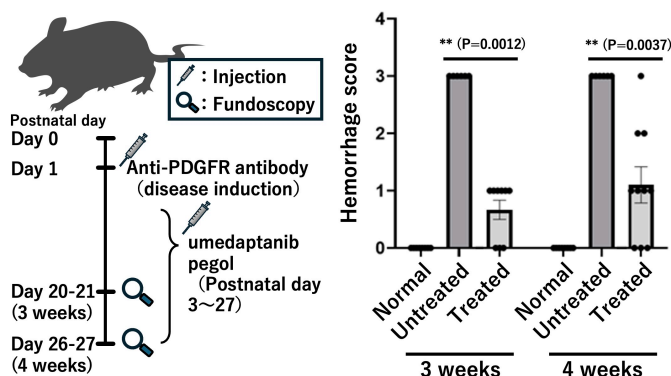 : Injection
: Fundoscopy
Postnatal day
Day 0
Day 1
Anti-PDGFR antibody
(disease induction)
umedaptanib
pegol
(Postnatal day
3~27)
Day 20-21
(3 weeks)
Day 26-27
(4 weeks)
Hemorrhage score
4
3
2
1
0
** (P=0.0012)
** (P=0.0037)
Normal
Untreated
Treated
Normal
Untreated
Treated
3 weeks
4 weeks